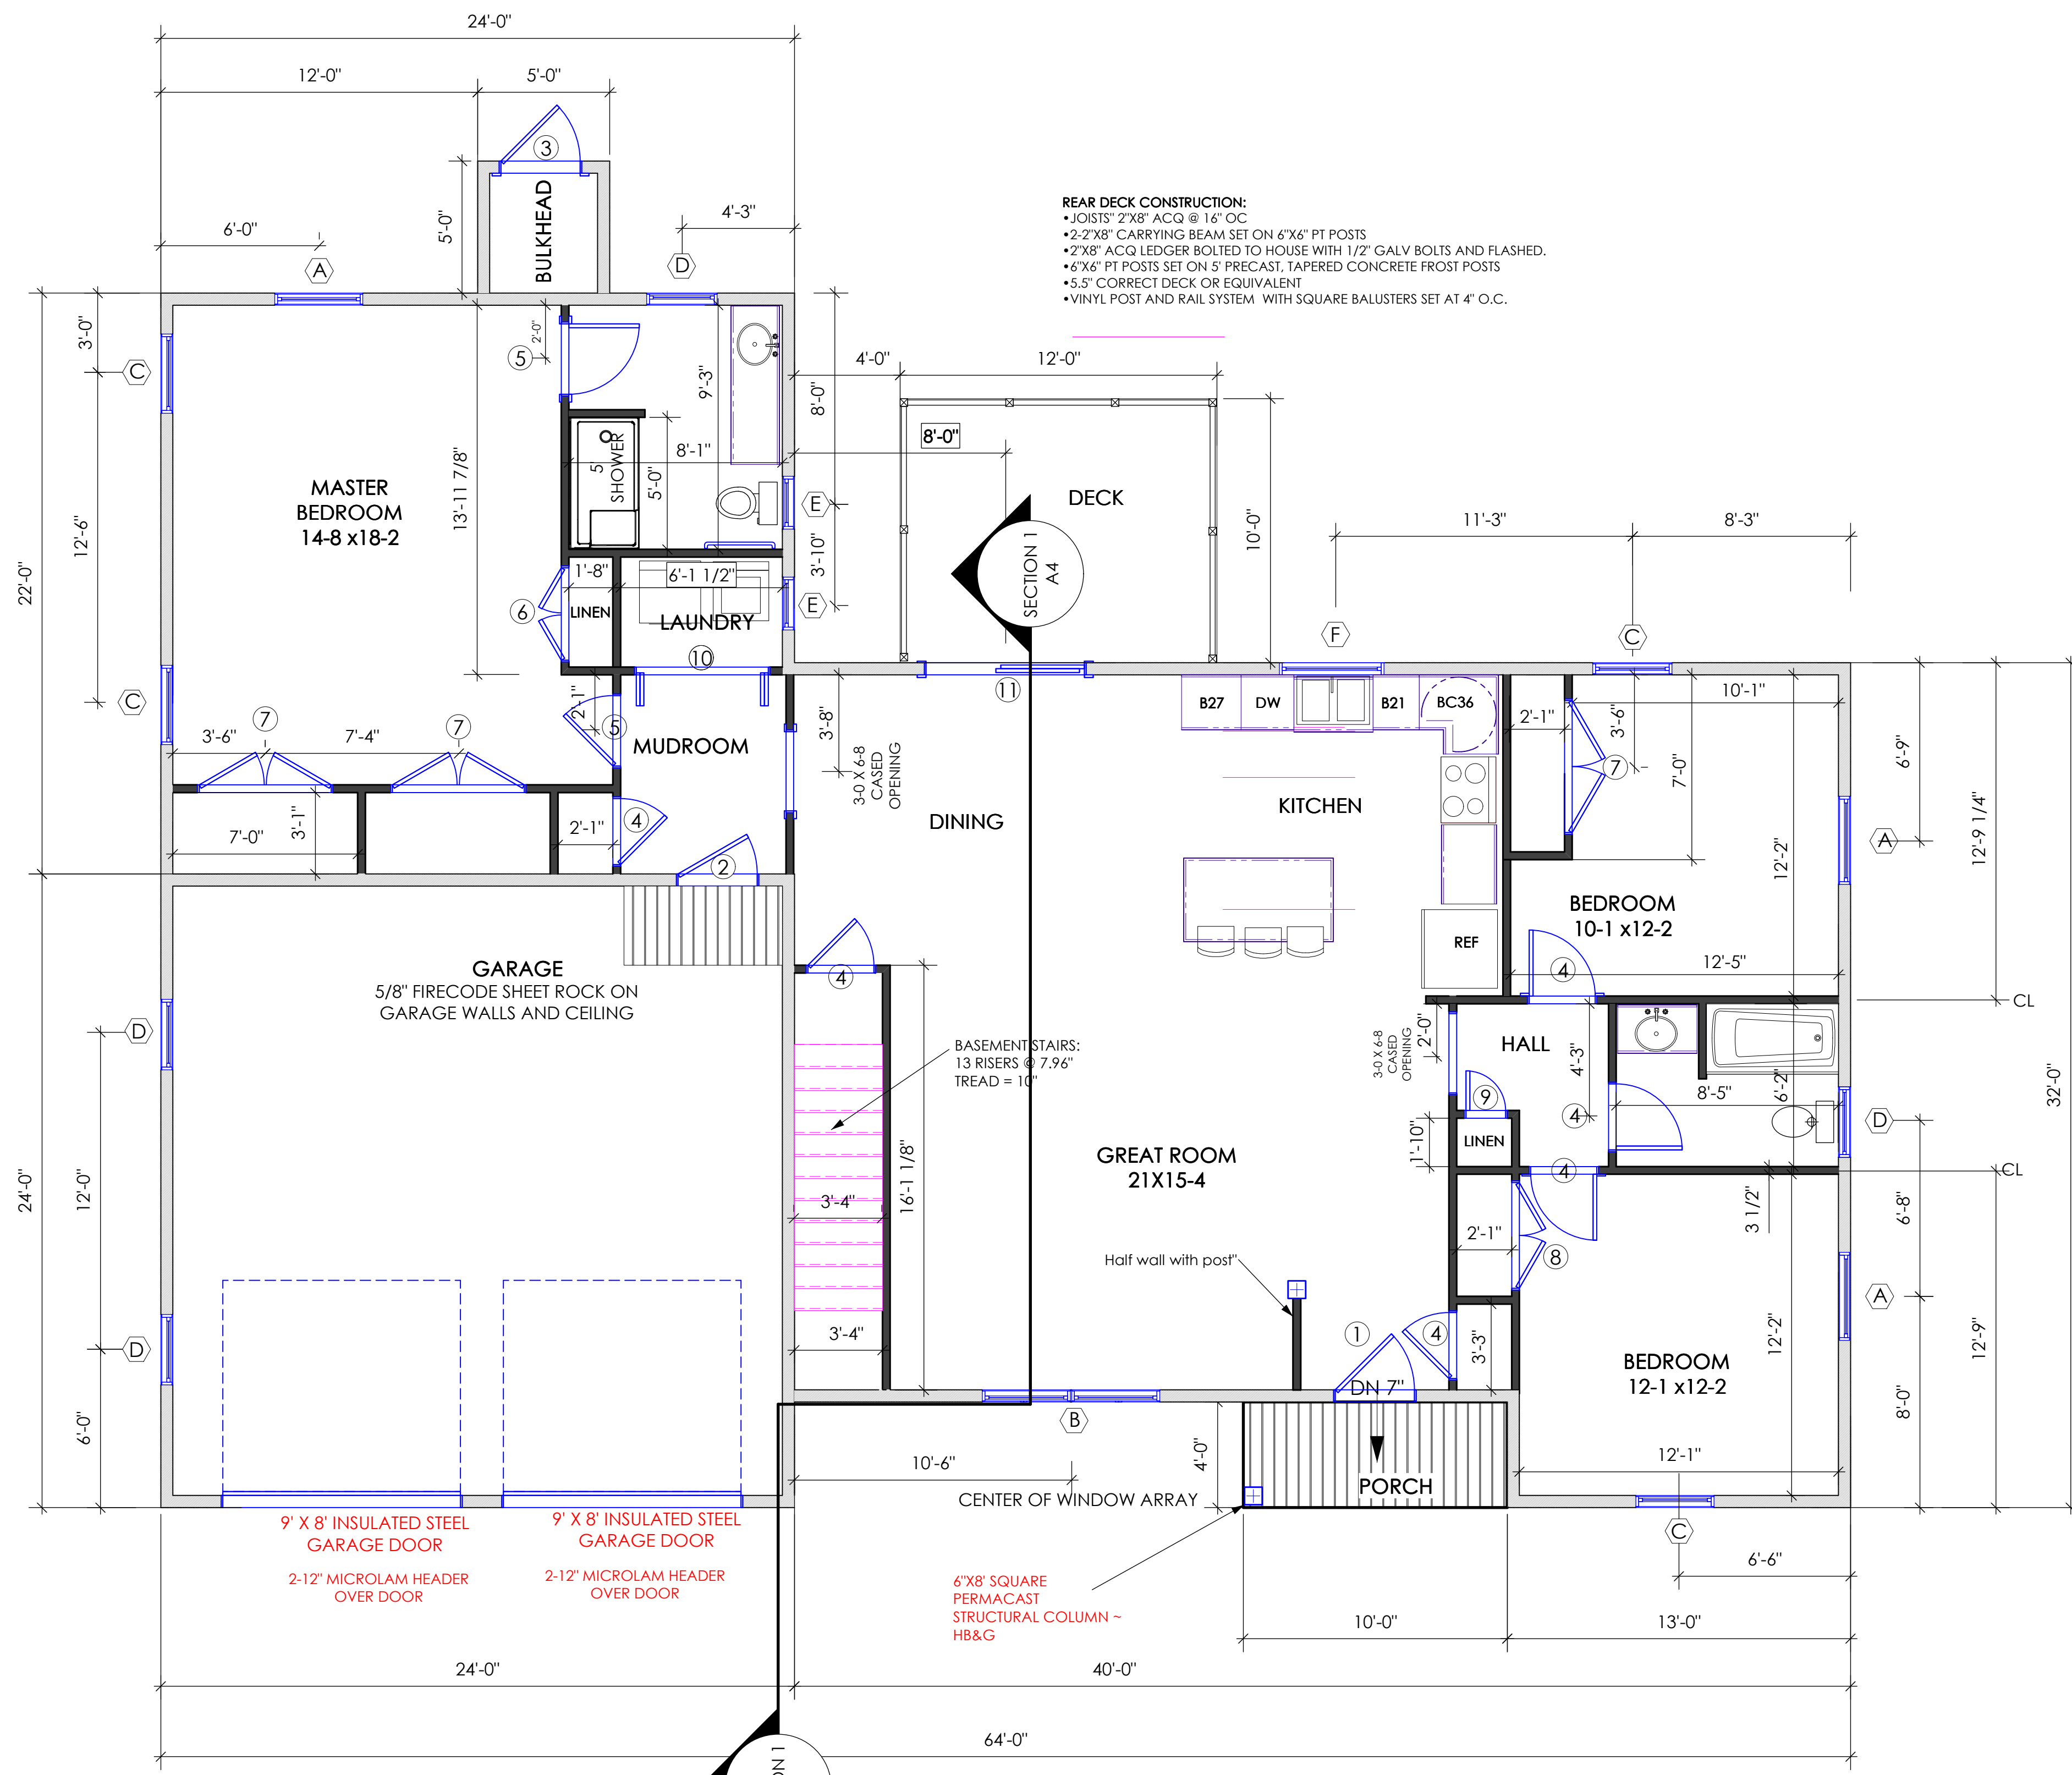 24'-0"
12'-0"
5'-0"
3
BULKHEAD
5'-0"
6'-0"
4'-3"
A
D
REAR DECK CONSTRUCTION:
•JOISTS" 2"X8" ACQ @ 16" OC
•2-2"X8" CARRYING BEAM SET ON 6"X6" PT POSTS
•2"X8" ACQ LEDGER BOLTED TO HOUSE WITH 1/2" GALV BOLTS AND FLASHED.
•6"X6" PT POSTS SET ON 5' PRECAST, TAPERED CONCRETE FROST POSTS
•5.5" CORRECT DECK OR EQUIVALENT
•VINYL POST AND RAIL SYSTEM  WITH SQUARE BALUSTERS SET AT 4" O.C.
3'-0"
C
2'-0"
5
9'-3"
8'-0"
4'-0"
12'-0"
8'-0"
MASTER
BEDROOM
14-8 x18-2
13'-11 7/8"
5'
SHOWER
5'-0"
8'-1"
E
DECK
10'-0"
SECTION 1
A4
11'-3"
8'-3"
12'-6"
22'-0"
3'-10"
1'-8"
6'-1 1/2"
6
LINEN
LAUNDRY
E
F
C
10
11
C
3'-6"
7
7'-4"
7
2'-1"
5
MUDROOM
3'-8"
3-0 X 6-8
CASED
OPENING
B27
DW
B21
BC36
2'-1"
10'-1"
3'-6"
7
7'-0"
6'-9"
12'-9 1/4"
KITCHEN
DINING
7'-0"
3'-1"
2'-1"
4
2
12'-2"
A
BEDROOM
10-1 x12-2
REF
12'-5"
4
4
GARAGE
5/8" FIRECODE SHEET ROCK ON
GARAGE WALLS AND CEILING
D
CL
BASEMENT STAIRS:
13 RISERS @ 7.96"
TREAD = 10"
3-0 X 6-8
CASED
OPENING
2'-0"
HALL
4'-3"
9
4
8'-5"
6'-2"
D
32'-0"
LINEN
1'-10"
4
CL
GREAT ROOM
21X15-4
16'-1 1/8"
24'-0"
12'-0"
3'-4"
3 1/2"
6'-8"
2'-1"
8
Half wall with post"
A
D
3'-4"
1
4
3'-3"
12'-2"
12'-9"
BEDROOM
12-1 x12-2
DN 7"
B
6'-0"
8'-0"
10'-6"
4'-0"
12'-1"
CENTER OF WINDOW ARRAY
PORCH
9' X 8' INSULATED STEEL
GARAGE DOOR
2-12" MICROLAM HEADER
OVER DOOR
9' X 8' INSULATED STEEL
GARAGE DOOR
2-12" MICROLAM HEADER
OVER DOOR
C
6'-6"
6"X8' SQUARE
PERMACAST
STRUCTURAL COLUMN ~
HB&G
10'-0"
13'-0"
24'-0"
40'-0"
64'-0"